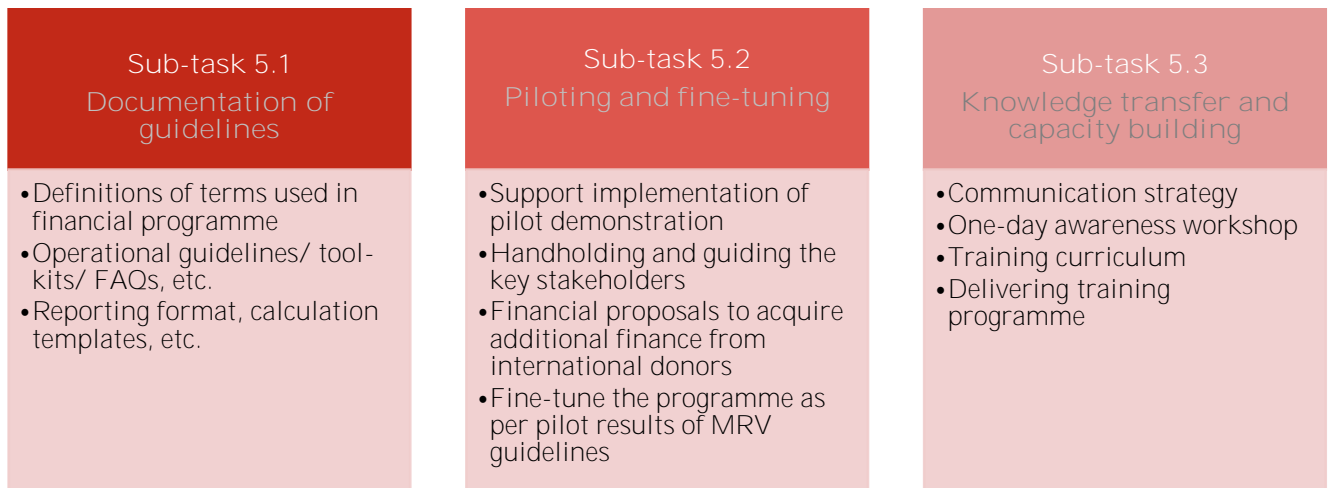 Sub-task 5.1
Documentation of
guidelines
•Definitions of terms used in
financial programme
•Operational guidelines/ tool-
kits/ FAQs, etc.
•Reporting format, calculation
templates, etc.
Sub-task 5.2
Piloting and fine-tuning
•Support implementation of
pilot demonstration
•Handholding and guiding the
key stakeholders
•Financial proposals to acquire
additional finance from
international donors
•Fine-tune the programme as
per pilot results of MRV
guidelines
Sub-task 5.3
Knowledge transfer and
capacity building
•Communication strategy
•One-day awareness workshop
•Training curriculum
•Delivering training
programme